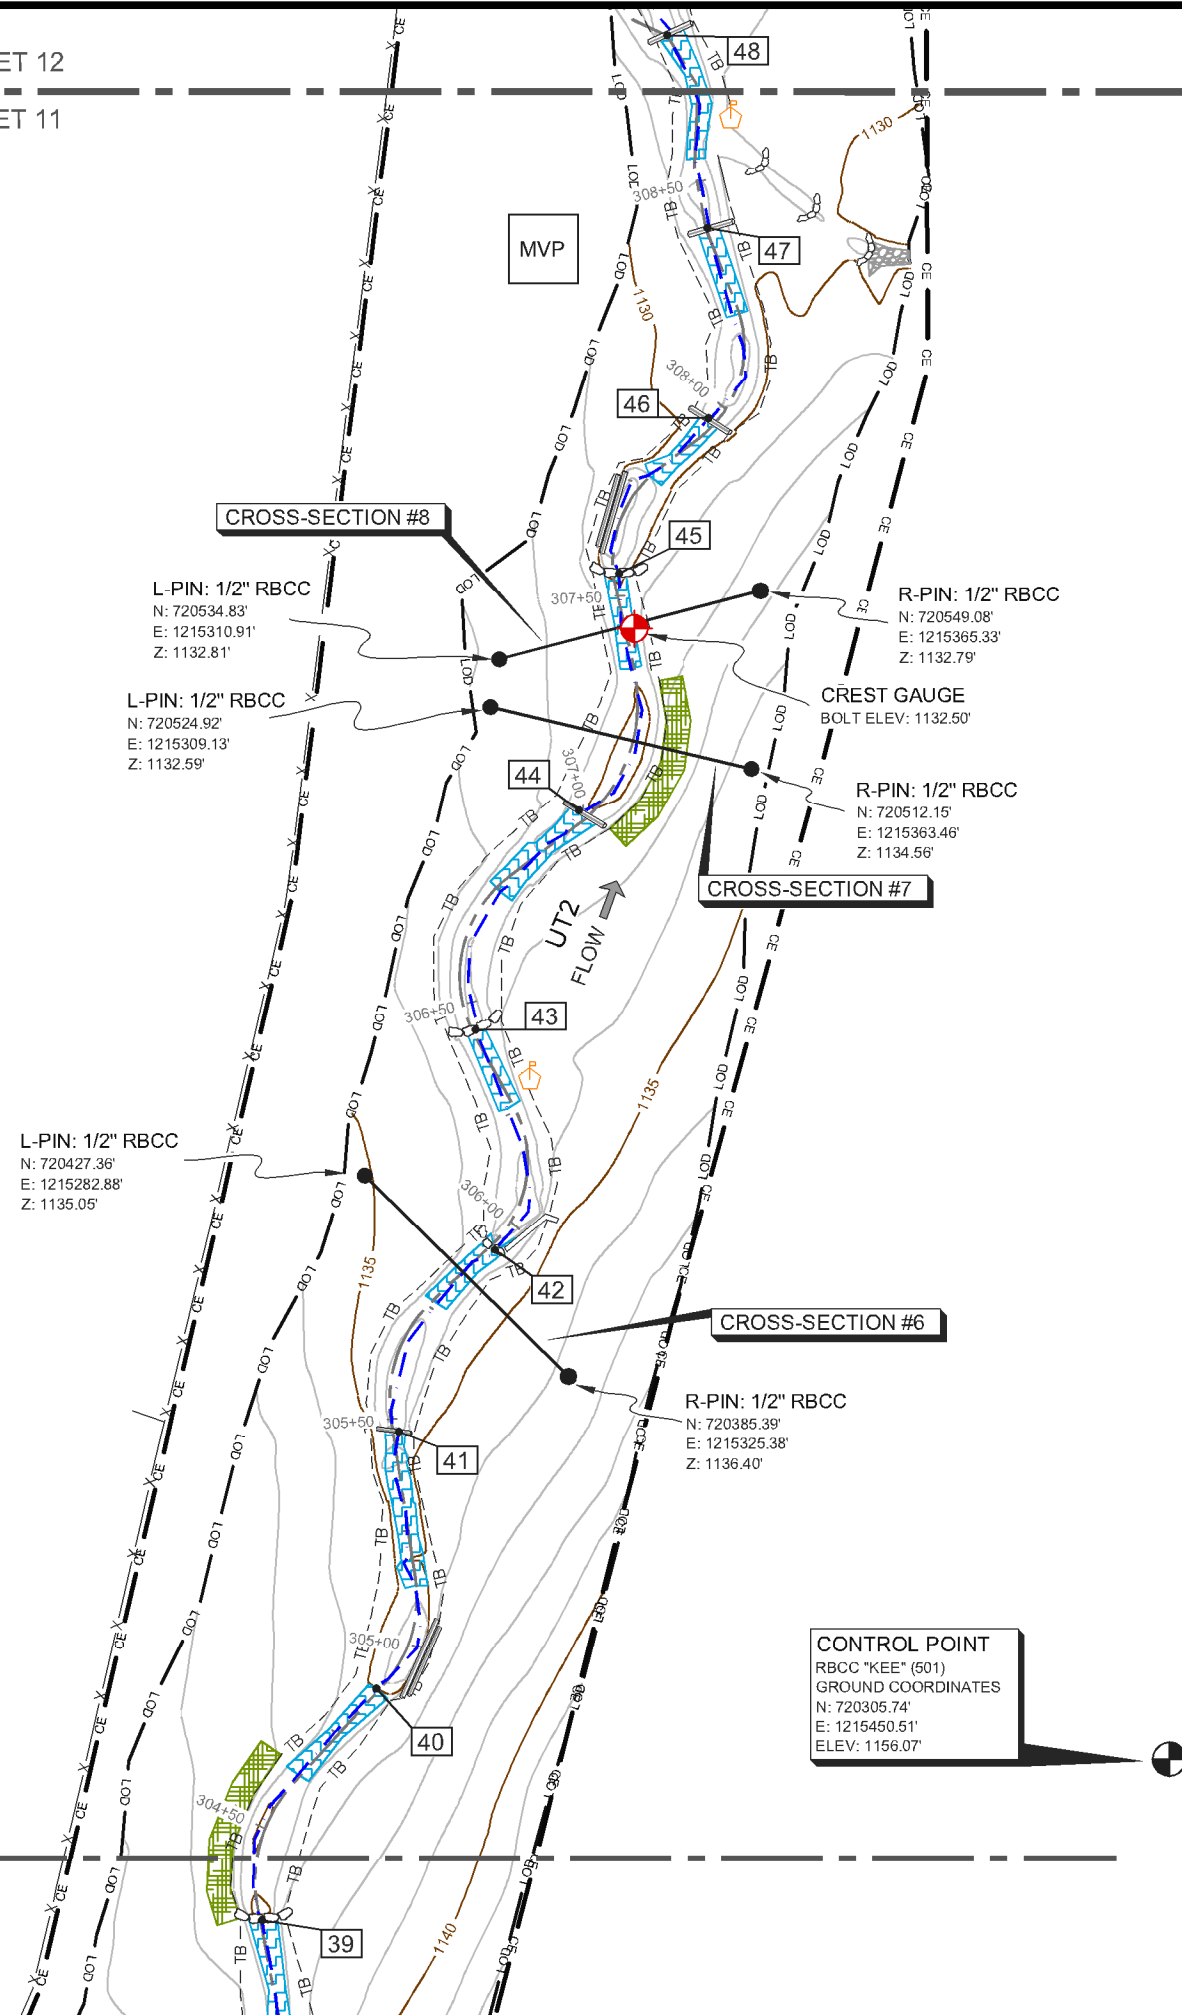 48
ET 12
ET 11
1130
308+50
MVP
47
1130
308+00
46
CROSS-SECTION #8
45
L-PIN: 1/2" RBCC
N: 720534.83'
E: 1215310.91'
Z: 1132.81'
307+50
R-PIN: 1/2" RBCC
N: 720549.08'
E: 1215365.33'
Z: 1132.79'
L-PIN: 1/2" RBCC
N: 720524.92'
E: 1215309.13'
Z: 1132.59'
CREST GAUGE
BOLT ELEV: 1132.50'
307+00
44
R-PIN: 1/2" RBCC
N: 720512.15'
E: 1215363.46'
Z: 1134.56'
CROSS-SECTION #7
UT2
FLOW
306+50
43
1135
L-PIN: 1/2" RBCC
N: 720427.36'
E: 1215282.88'
Z: 1135.05'
306+00
1135
42
CROSS-SECTION #6
R-PIN: 1/2" RBCC
N: 720385.39'
E: 1215325.38'
Z: 1136.40'
305+50
41
305+00
CONTROL POINT
RBCC "KEE" (501)
GROUND COORDINATES
N: 720305.74'
E: 1215450.51'
ELEV: 1156.07'
40
304+50
39
1140
CE
LOD
TB
X